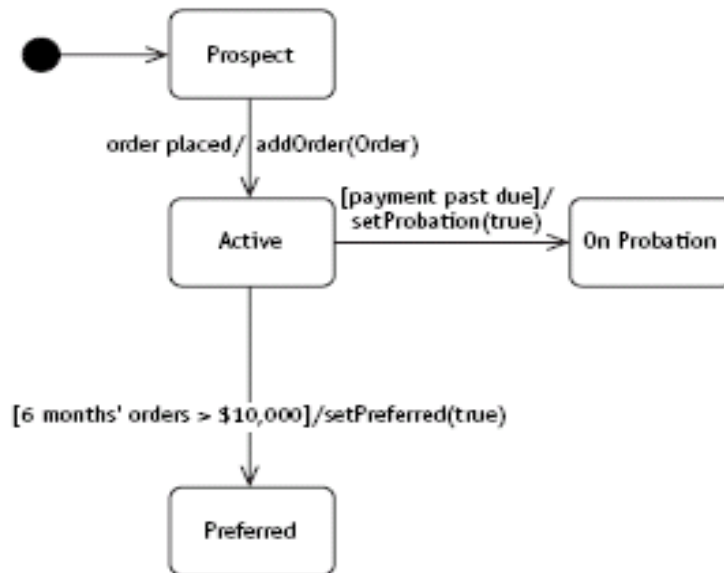 Prospect
order placed/ addOrder(Order)
[payment past due]/
setProbation(true)
Active
On Probation
[6 months' orders > $10,000]/setPreferred(true)
Preferred